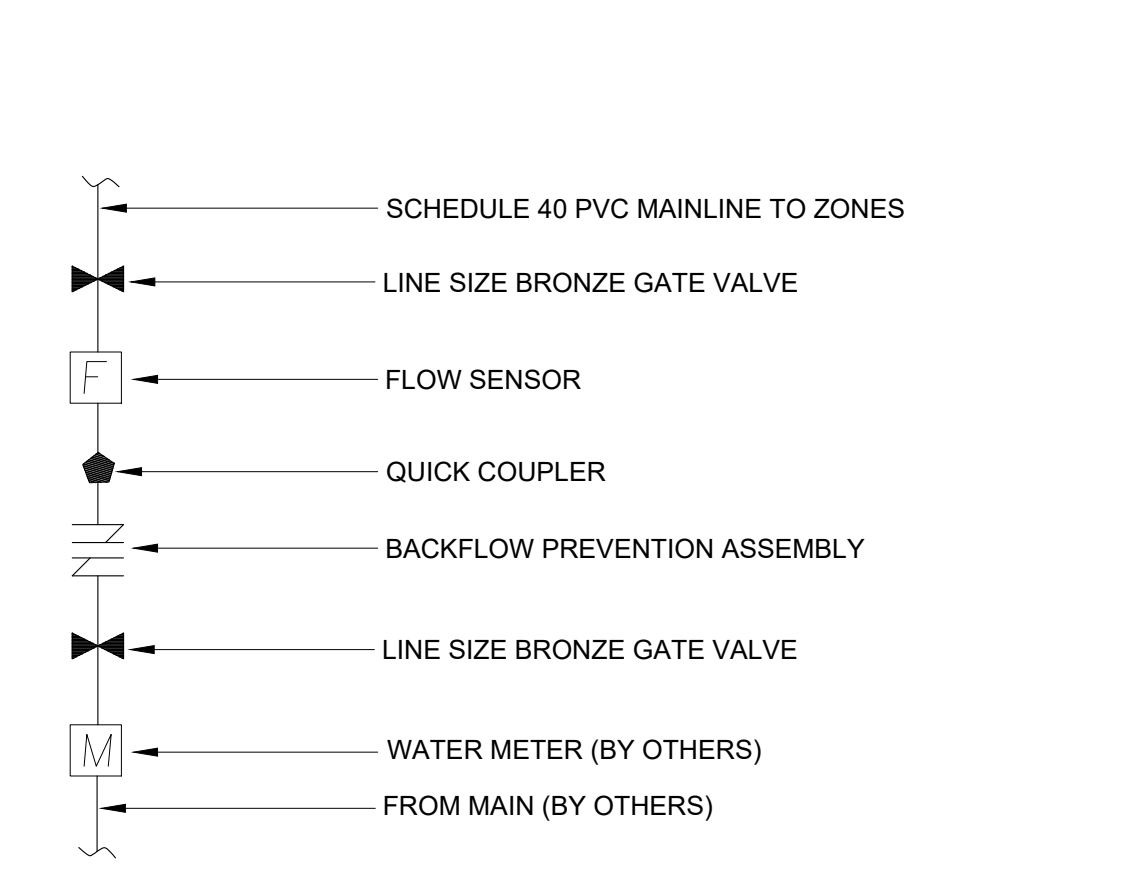 SCHEDULE 40 PVC MAINLINE TO ZONES
LINE SIZE BRONZE GATE VALVE
F
FLOW SENSOR
QUICK COUPLER
BACKFLOW PREVENTION ASSEMBLY
LINE SIZE BRONZE GATE VALVE
M
WATER METER (BY OTHERS)
FROM MAIN (BY OTHERS)